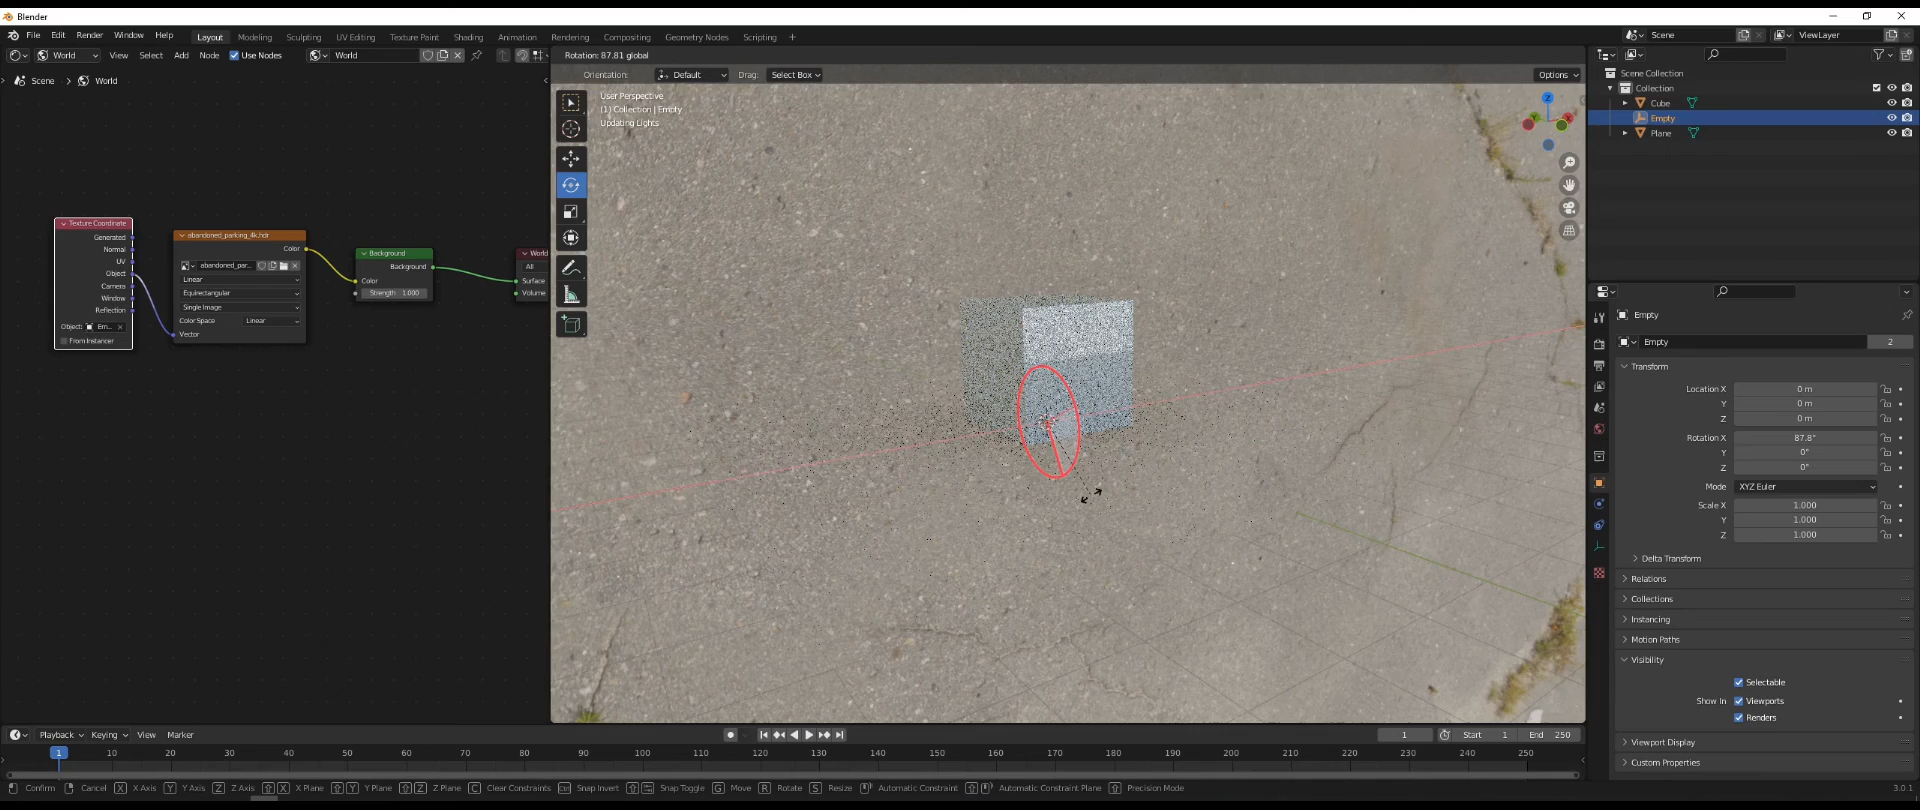 Blender
File Edit Render Window Help Layout Modeling Sculpting UV Editing Texture Paint Shading Animation Rendering Compositing Geometry Nodes Scripting + Scene ViewLayer
World View Select Add Node Use Nodes World
Rotation: 87.81 global
Orientation: Default Drag: Select Box Options
Scene > World
User Perspective
(1) Collection | Empty
Updating Lights
Z
Scene Collection
Collection
Cube
Empty
Plane
Texture Coordinate
Generated
Normal
UV
Object
Camera
Window
Reflection
Object: Em...
From Instancer
abandoned_parking_4k.hdr
Color
abandoned_par...
Linear
Equirectangular
Single Image
Color Space Linear
Vector
Background
Background
Color
Strength 1.000
World
All
Surface
Volume
Empty
Empty 2
Transform
Location X 0 m
Y 0 m
Z 0 m
Rotation X 87.8°
Y 0°
Z 0°
Mode XYZ Euler
Scale X 1.000
Y 1.000
Z 1.000
Delta Transform
Relations
Collections
Instancing
Motion Paths
Visibility
Selectable
Show In Viewports
Renders
Viewport Display
Custom Properties
Playback Keying View Marker 1 Start 1 End 250
1 10 20 30 40 50 60 70 80 90 100 110 120 130 140 150 160 170 180 190 200 210 220 230 240 250
Confirm Cancel X X Axis Y Y Axis Z Z Axis X X Plane Y Y Plane Z Z Plane C Clear Constraints Ctrl Snap Invert Snap Toggle G Move R Rotate S Resize Automatic Constraint Automatic Constraint Plane Precision Mode 3.0.1